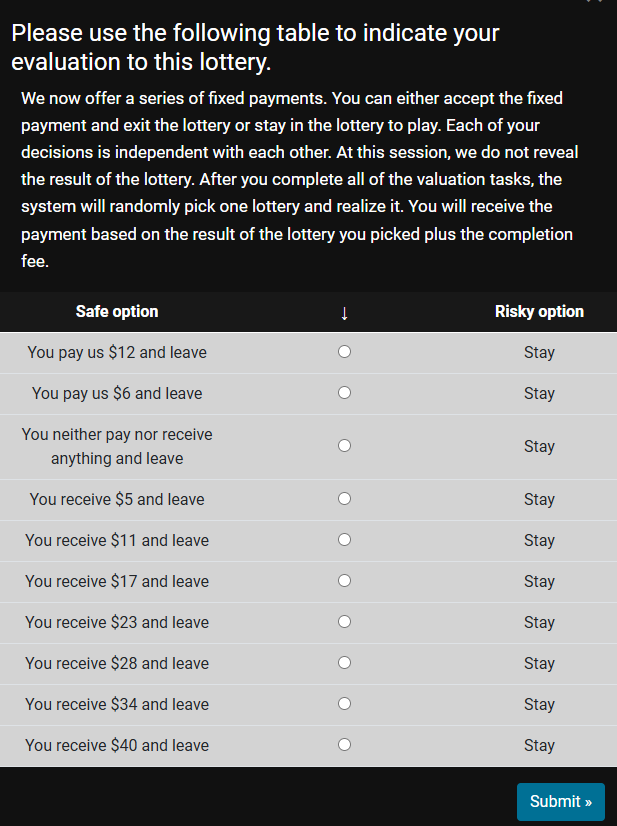 Please use the following table to indicate your
evaluation to this lottery.
We now offer a series of fixed payments. You can either accept the fixed
payment and exit the lottery or stay in the lottery to play. Each of your
decisions is independent with each other. At this session, we do not reveal
the result of the lottery. After you complete all of the valuation tasks, the
system will randomly pick one lottery and realize it. You will receive the
payment based on the result of the lottery you picked plus the completion
fee.
Safe option ↓ Risky option
You pay us $12 and leave Stay
You pay us $6 and leave Stay
You neither pay nor receive
anything and leave Stay
You receive $5 and leave Stay
You receive $11 and leave Stay
You receive $17 and leave Stay
You receive $23 and leave Stay
You receive $28 and leave Stay
You receive $34 and leave Stay
You receive $40 and leave Stay
Submit »